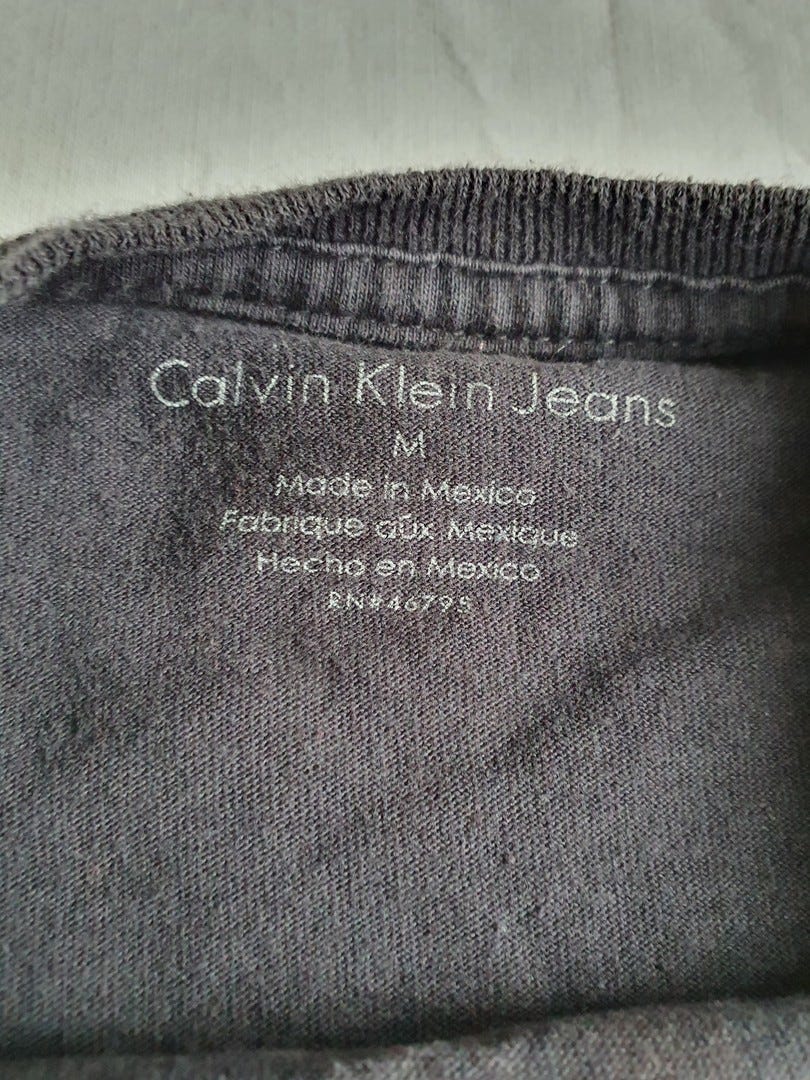 Calvin Klein Jeans
M
Made in Mexico
Fabrique aux Mexique
Hecho en Mexico
RN#46795